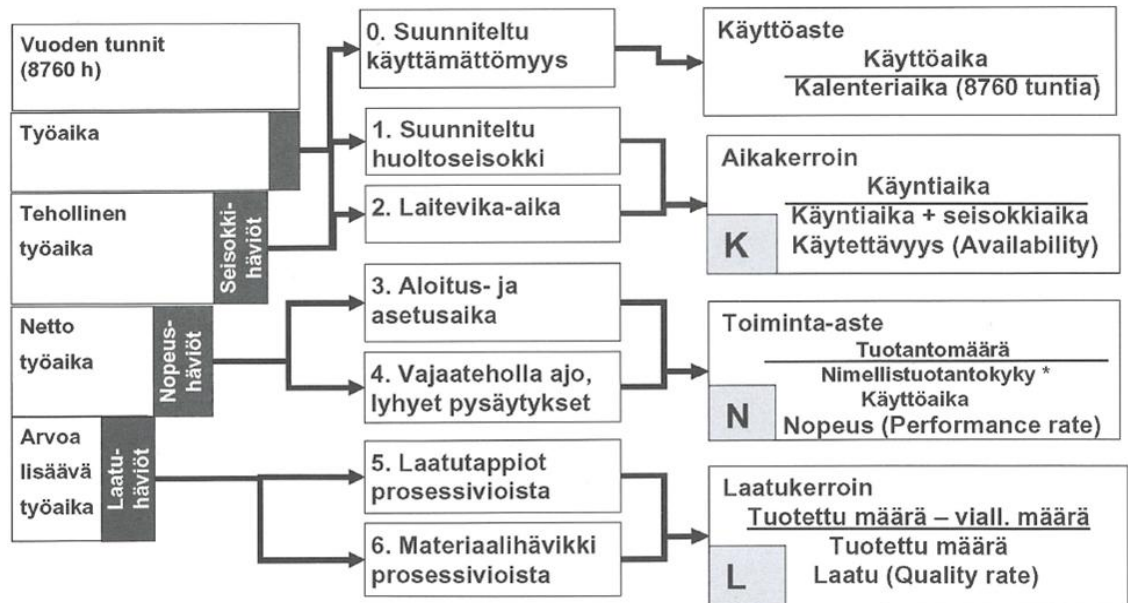 Vuoden tunnit
(8760 h)
Työaika
Tehollinen
työaika
Seisokki-
häviöt
Netto
työaika
Nopeus-
häviöt
Arvoa
lisäävä
työaika
Laatu-
häviöt
0. Suunniteltu
käyttämättömyys
1. Suunniteltu
huoltoseisokki
2. Laitevika-aika
3. Aloitus- ja
asetusaika
4. Vajaateholla ajo,
lyhyet pysäytykset
5. Laatutappiot
prosessivioista
6. Materiaalihävikki
prosessivioista
Käyttöaste
Käyttöaika
Kalenteriaika (8760 tuntia)
Aikakerroin
Käyntiaika
Käyntiaika + seisokkiaika
K
Käytettävyys (Availability)
Toiminta-aste
Tuotantomäärä
Nimellistuotantokyky *
Käyttöaika
N
Nopeus (Performance rate)
Laatukerroin
Tuotettu määrä – viall. määrä
Tuotettu määrä
L
Laatu (Quality rate)